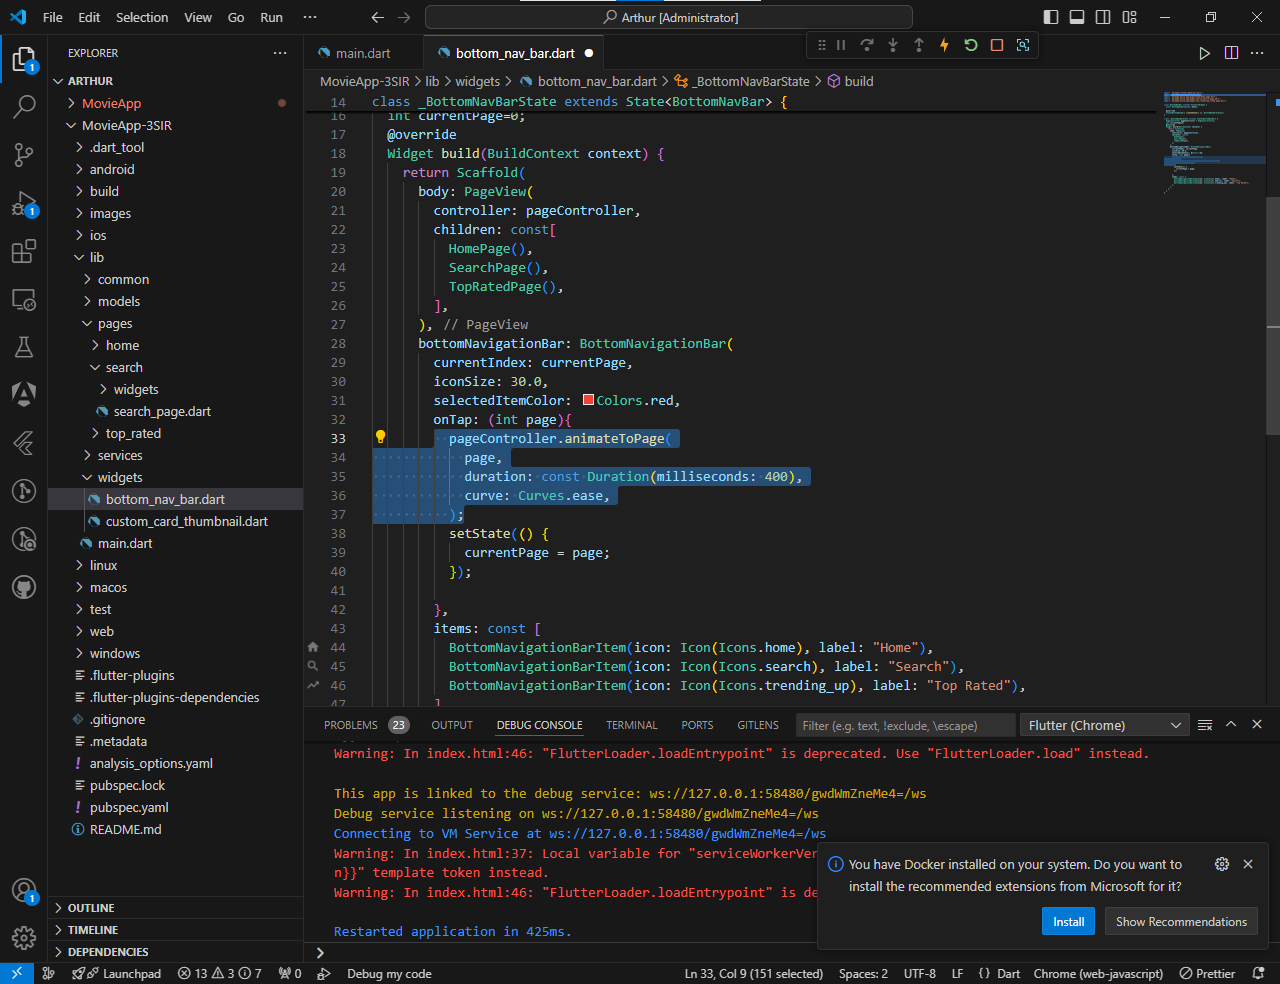 File Edit Selection View Go Run ···
Arthur [Administrator]
EXPLORER
ARTHUR
MovieApp
MovieApp-3SIR
.dart_tool
android
build
images
ios
lib
common
models
pages
home
search
widgets
search_page.dart
top_rated
services
widgets
bottom_nav_bar.dart
custom_card_thumbnail.dart
main.dart
linux
macos
test
web
windows
.flutter-plugins
.flutter-plugins-dependencies
.gitignore
.metadata
analysis_options.yaml
pubspec.lock
pubspec.yaml
README.md
OUTLINE
TIMELINE
DEPENDENCIES
1
1
1
main.dart bottom_nav_bar.dart
MovieApp-3SIR > lib > widgets > bottom_nav_bar.dart > _BottomNavBarState > build
14 class _BottomNavBarState extends State<BottomNavBar> {
16 int currentPage=0;
17 @override
18 Widget build(BuildContext context) {
19 return Scaffold(
20 body: PageView(
21 controller: pageController,
22 children: const[
23 HomePage(),
24 SearchPage(),
25 TopRatedPage(),
26 ],
27 ), // PageView
28 bottomNavigationBar: BottomNavigationBar(
29 currentIndex: currentPage,
30 iconSize: 30.0,
31 selectedItemColor: Colors.red,
32 onTap: (int page){
33 pageController.animateToPage(
34 page,
35 duration: const Duration(milliseconds: 400),
36 curve: Curves.ease,
37 );
38 setState(() {
39 currentPage = page;
40 });
41
42 },
43 items: const [
44 BottomNavigationBarItem(icon: Icon(Icons.home), label: "Home"),
45 BottomNavigationBarItem(icon: Icon(Icons.search), label: "Search"),
46 BottomNavigationBarItem(icon: Icon(Icons.trending_up), label: "Top Rated"),
47 ]
PROBLEMS 23 OUTPUT DEBUG CONSOLE TERMINAL PORTS GITLENS Filter (e.g. text, !exclude, \escape) Flutter (Chrome)
Warning: In index.html:46: "FlutterLoader.loadEntrypoint" is deprecated. Use "FlutterLoader.load" instead.
This app is linked to the debug service: ws://127.0.0.1:58480/gwdWmZneMe4=/ws
Debug service listening on ws://127.0.0.1:58480/gwdWmZneMe4=/ws
Connecting to VM Service at ws://127.0.0.1:58480/gwdWmZneMe4=/ws
Warning: In index.html:37: Local variable for "serviceWorkerVer
n}}" template token instead.
Warning: In index.html:46: "FlutterLoader.loadEntrypoint" is de
Restarted application in 425ms.
You have Docker installed on your system. Do you want to
install the recommended extensions from Microsoft for it?
Install Show Recommendations
Launchpad 13 3 7 0 Debug my code Ln 33, Col 9 (151 selected) Spaces: 2 UTF-8 LF {} Dart Chrome (web-javascript) Prettier